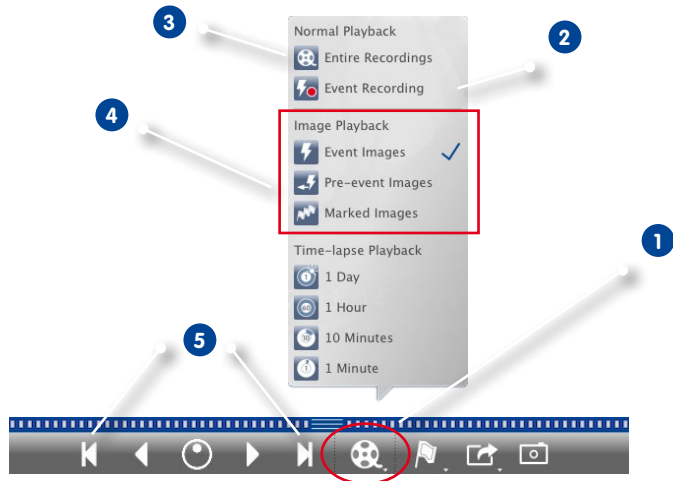 3
2
Normal Playback
Entire Recordings
Event Recording
4
Image Playback
Event Images
Pre-event Images
Marked Images
1
Time-lapse Playback
1 Day
60
1 Hour
10 Minutes
1 Minute
5